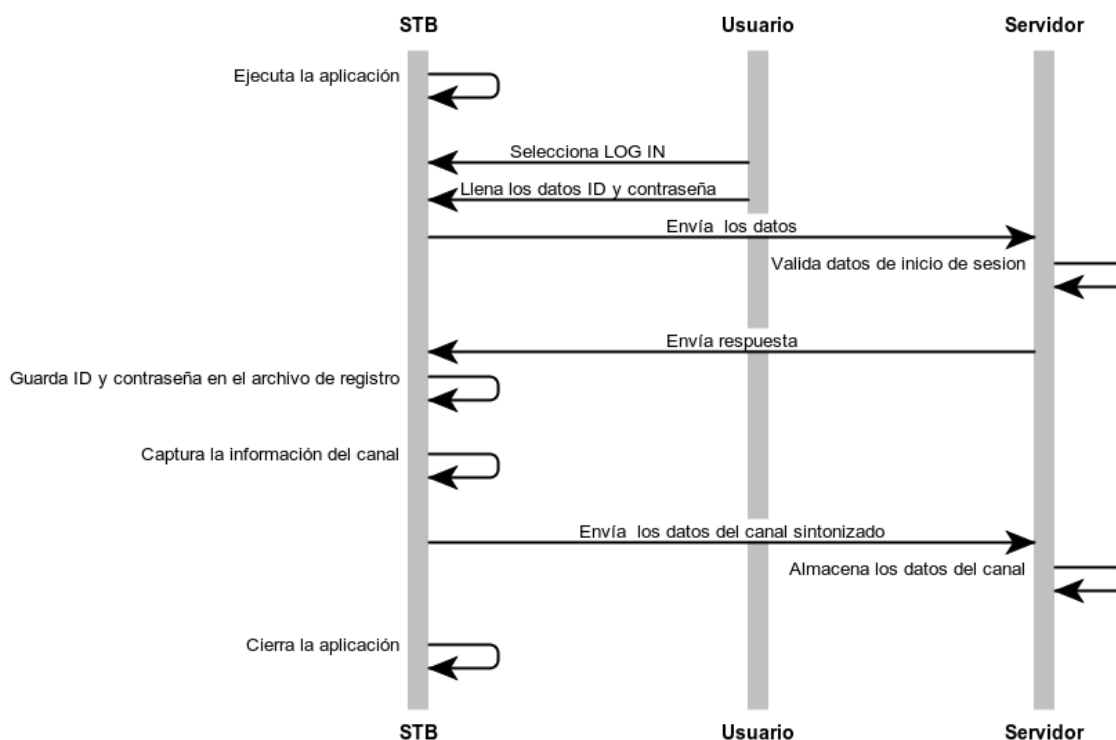 STB
Usuario
Servidor
Ejecuta la aplicación
Selecciona LOG IN
Llena los datos ID y contraseña
Envía  los datos
Valida datos de inicio de sesion
Envía respuesta
Guarda ID y contraseña en el archivo de registro
Captura la información del canal
Envía  los datos del canal sintonizado
Almacena los datos del canal
Cierra la aplicación
STB
Usuario
Servidor